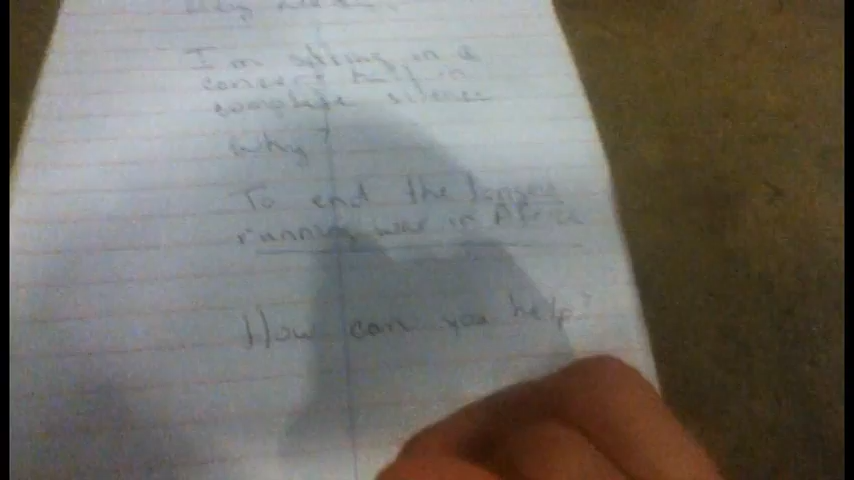 I'm sitting in a
concert hall in
complete silence
Why?
To end the longest
running war in Africa
How can you help?